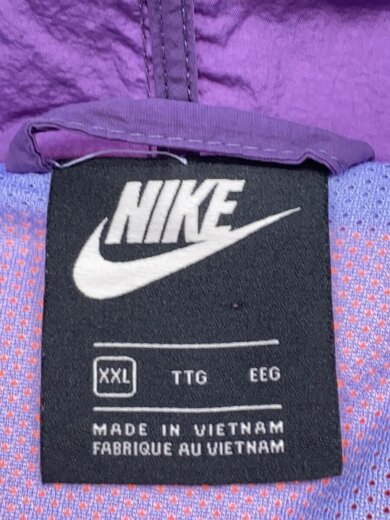 NIKE
XXL TTG EEG
MADE IN VIETNAM
FABRIQUE AU VIETNAM